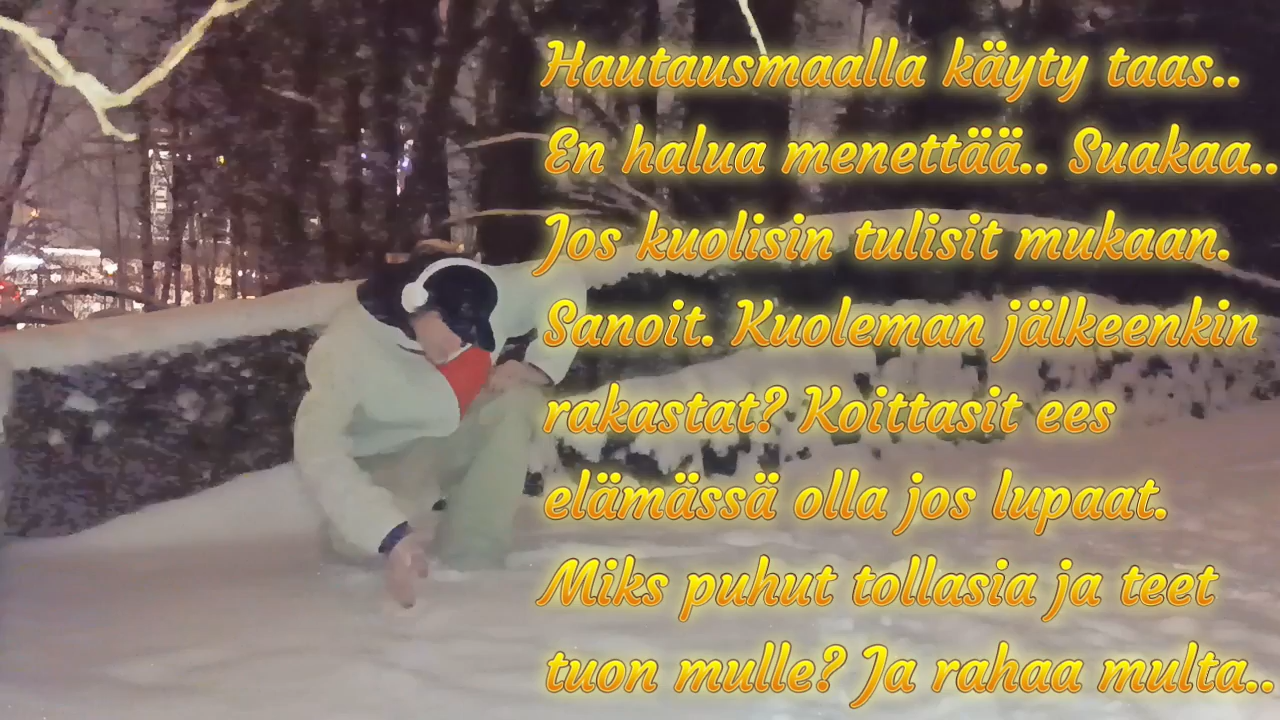 Hautausmaalla käyty taas..
En halua menettää.. Suakaa..
Jos kuolisin tulisit mukaan.
Sanoit. Kuoleman jälkeenkin
rakastat? Koittasit ees
elämässä olla jos lupaat.
Miks puhut tollasia ja teet
tuon mulle? Ja rahaa multa..